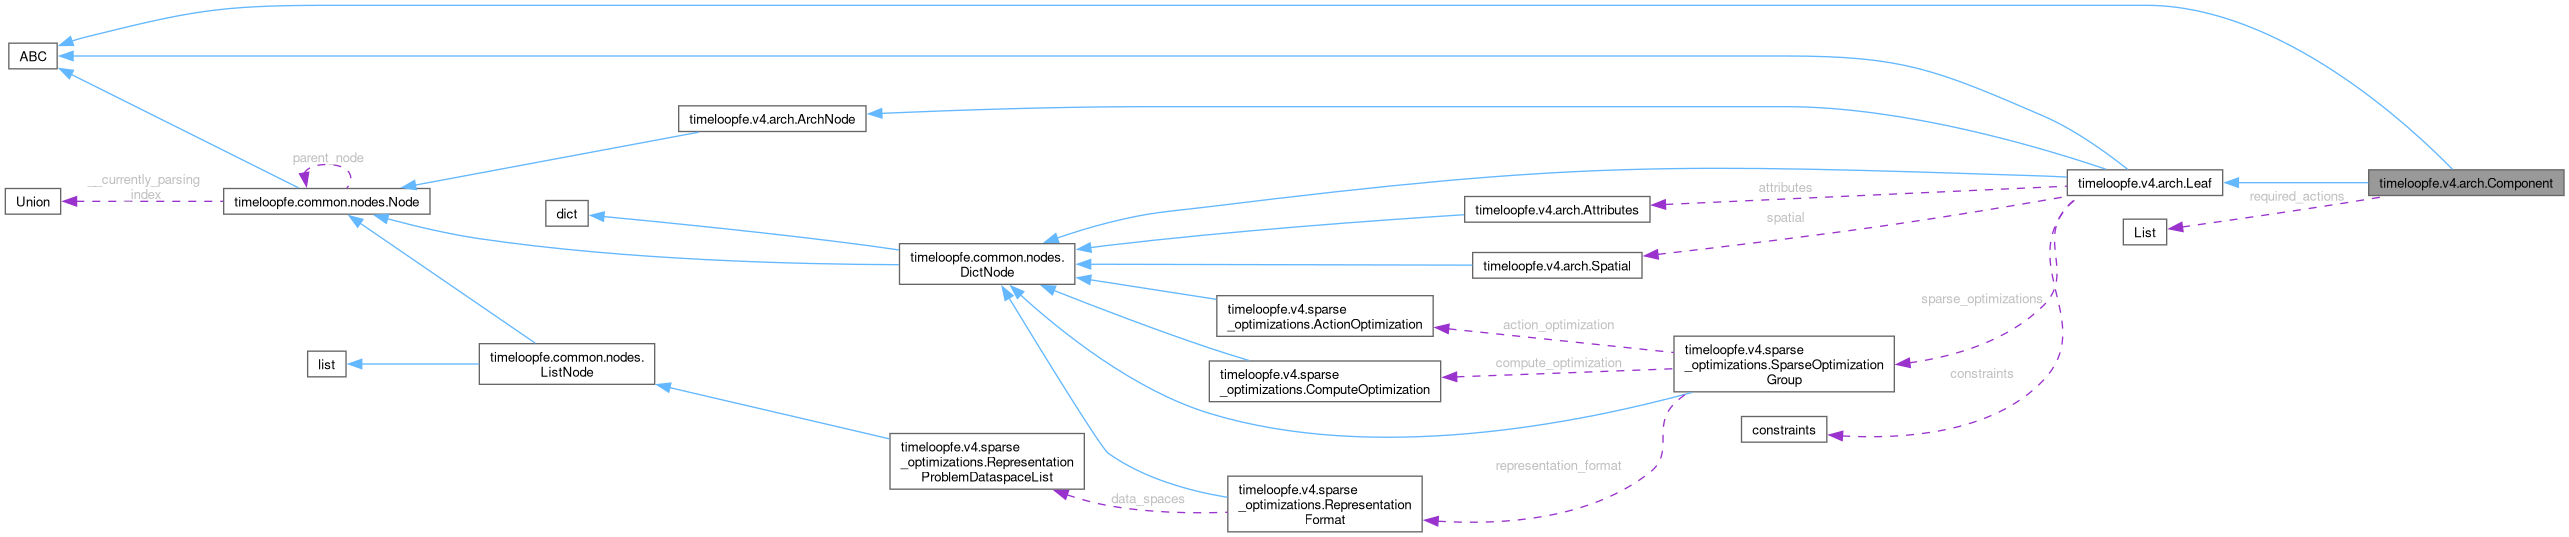 ABC
timeloopfe.v4.arch.ArchNode
parent_node
__currently_parsing
_index
Union
timeloopfe.common.nodes.Node
dict
timeloopfe.v4.arch.Leaf
timeloopfe.v4.arch.Component
attributes
required_actions
timeloopfe.v4.arch.Attributes
spatial
List
timeloopfe.common.nodes.
DictNode
timeloopfe.v4.arch.Spatial
sparse_optimizations
timeloopfe.v4.sparse
_optimizations.ActionOptimization
action_optimization
list
timeloopfe.common.nodes.
ListNode
timeloopfe.v4.sparse
_optimizations.ComputeOptimization
compute_optimization
timeloopfe.v4.sparse
_optimizations.SparseOptimization
Group
constraints
constraints
timeloopfe.v4.sparse
_optimizations.Representation
ProblemDataspaceList
representation_format
data_spaces
timeloopfe.v4.sparse
_optimizations.Representation
Format